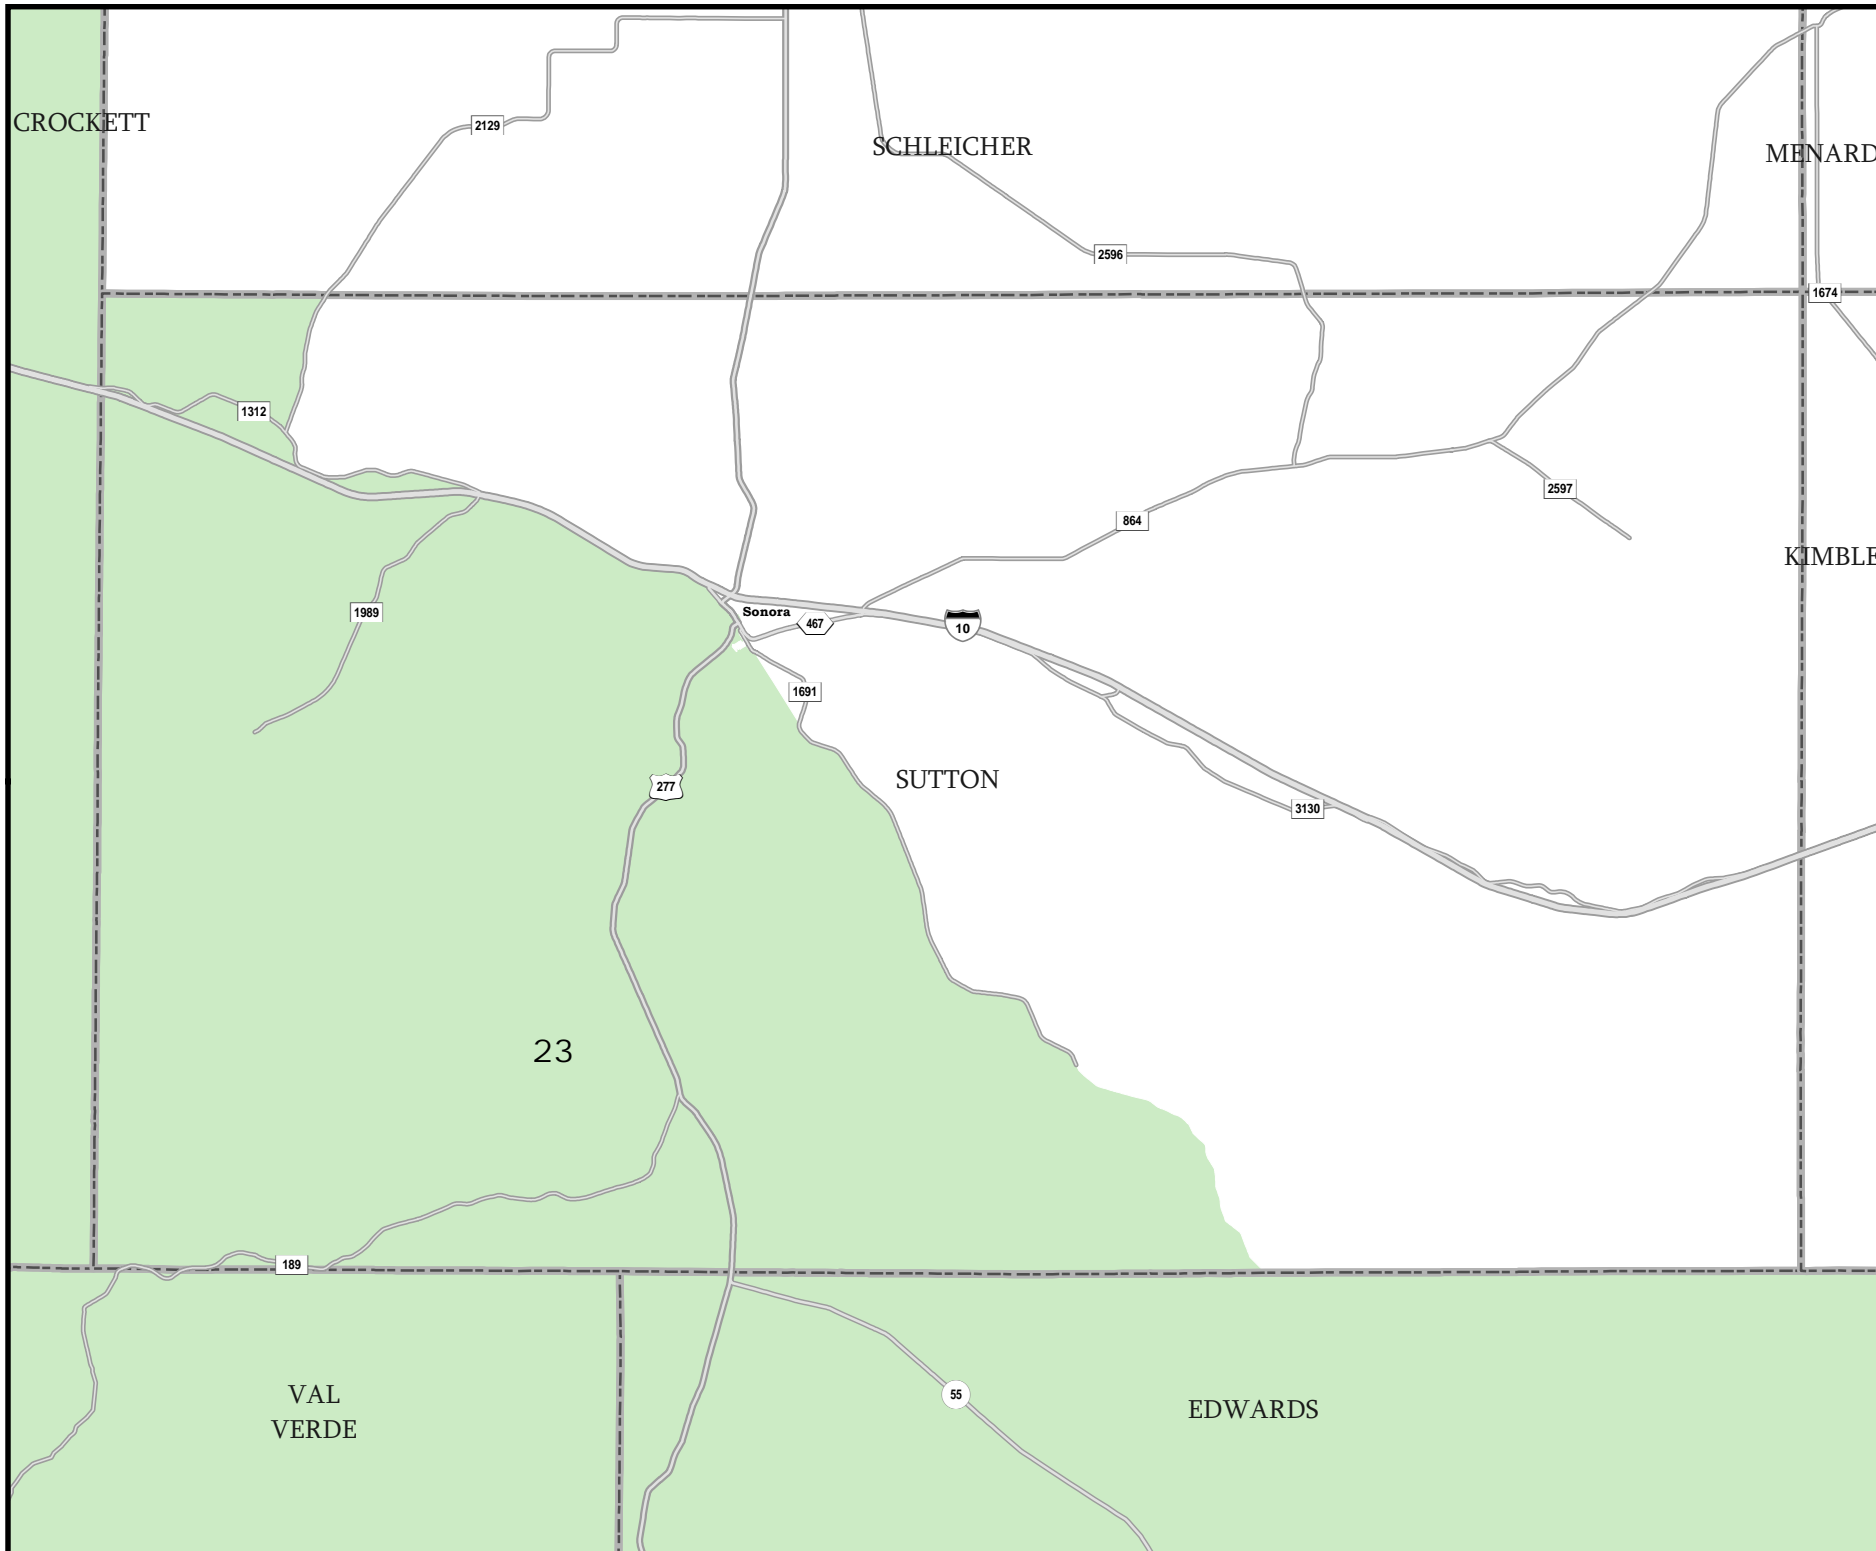 CROCKETT
2129
SCHLEICHER
MENARD
2596
1674
1312
2597
864
KIMBLE
1989
Sonora
467
10
1691
277
SUTTON
3130
23
189
VAL
VERDE
55
EDWARDS